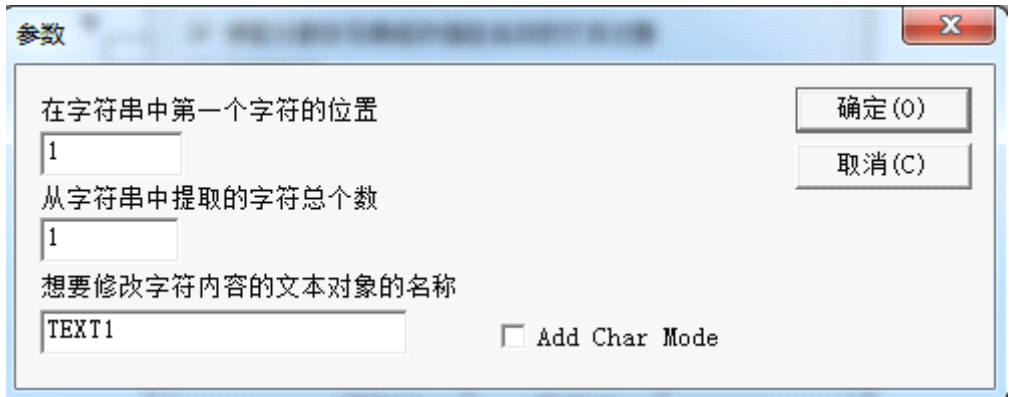 参数
在字符串中第一个字符的位置
确定(O)
1
取消(C)
从字符串中提取的字符总个数
1
想要修改字符内容的文本对象的名称
TEXT1
Add Char Mode